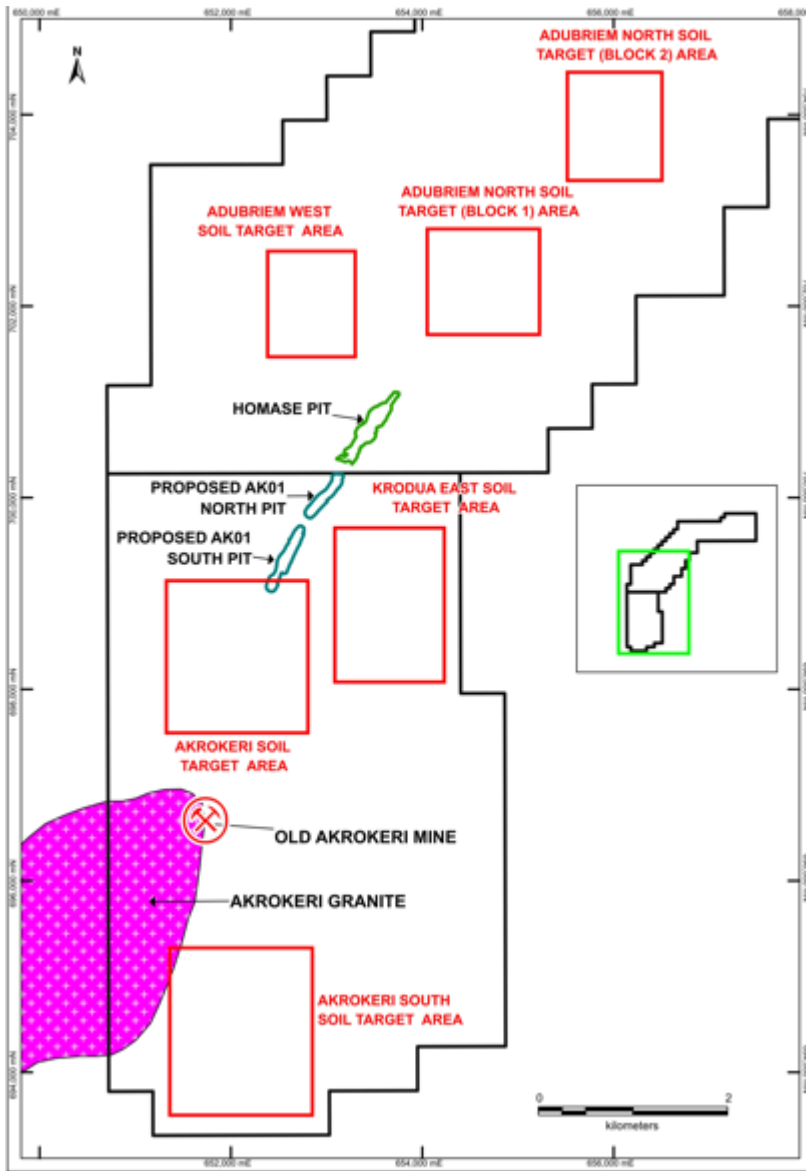 650,000 mE
652,000 mE
654,000 mE
656,000 mE
658,0
N
704,000 mN
702,000 mN
700,000 mN
698,000 mN
696,000 mN
694,000 mN
ADUBRIEM NORTH SOIL
TARGET (BLOCK 2) AREA
ADUBRIEM NORTH SOIL
TARGET (BLOCK 1) AREA
ADUBRIEM WEST
SOIL TARGET AREA
HOMASE PIT
PROPOSED AK01
NORTH PIT
KRODUA EAST SOIL
TARGET AREA
PROPOSED AK01
SOUTH PIT
AKROKERI SOIL
TARGET AREA
OLD AKROKERI MINE
AKROKERI GRANITE
AKROKERI SOUTH
SOIL TARGET AREA
0
2
kilometers
652,000 mE
654,000 mE
656,000 mE